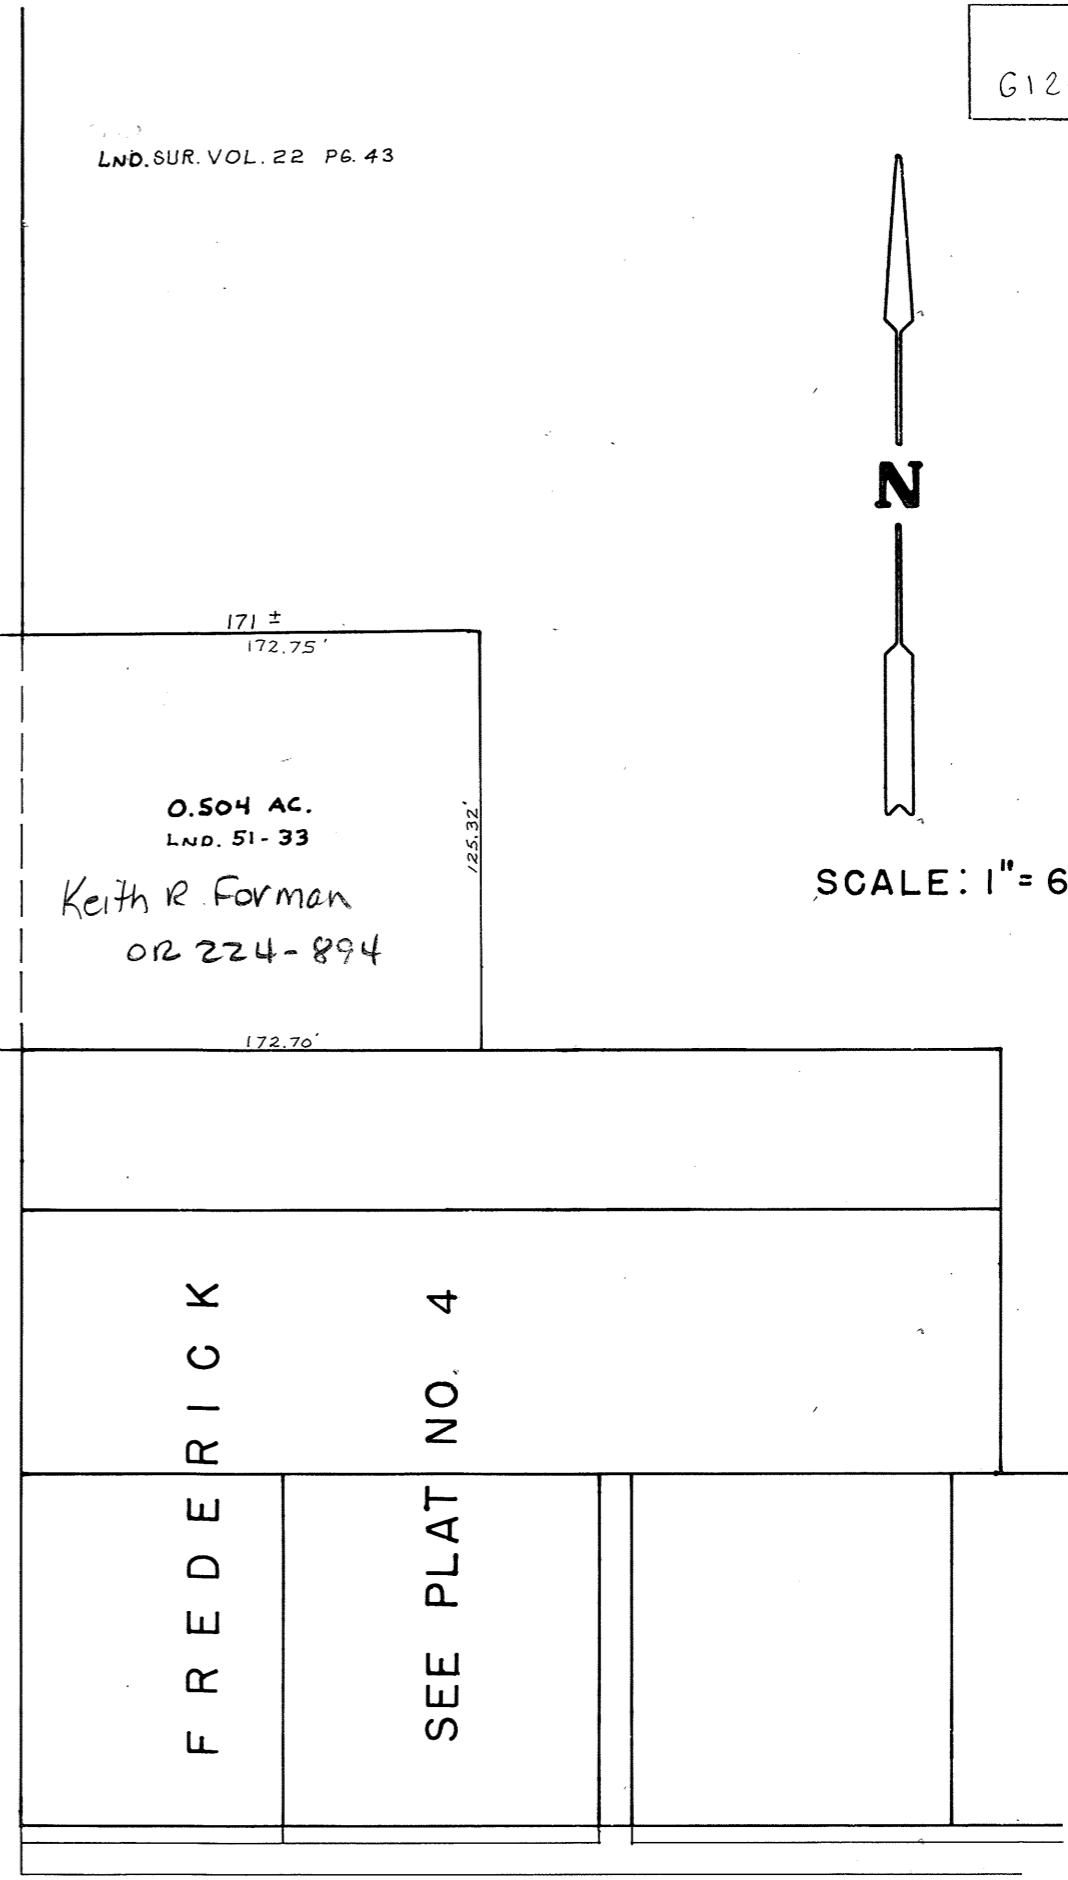 G12
LND. SUR. VOL. 22 PG. 43
N
171 ±
172.75'
125.32'
0.504 AC.
LND. 51-33
Keith R. Forman
OR 224-894
SCALE: 1"= 6
172.70'
FREDERICK
SEE PLAT NO. 4